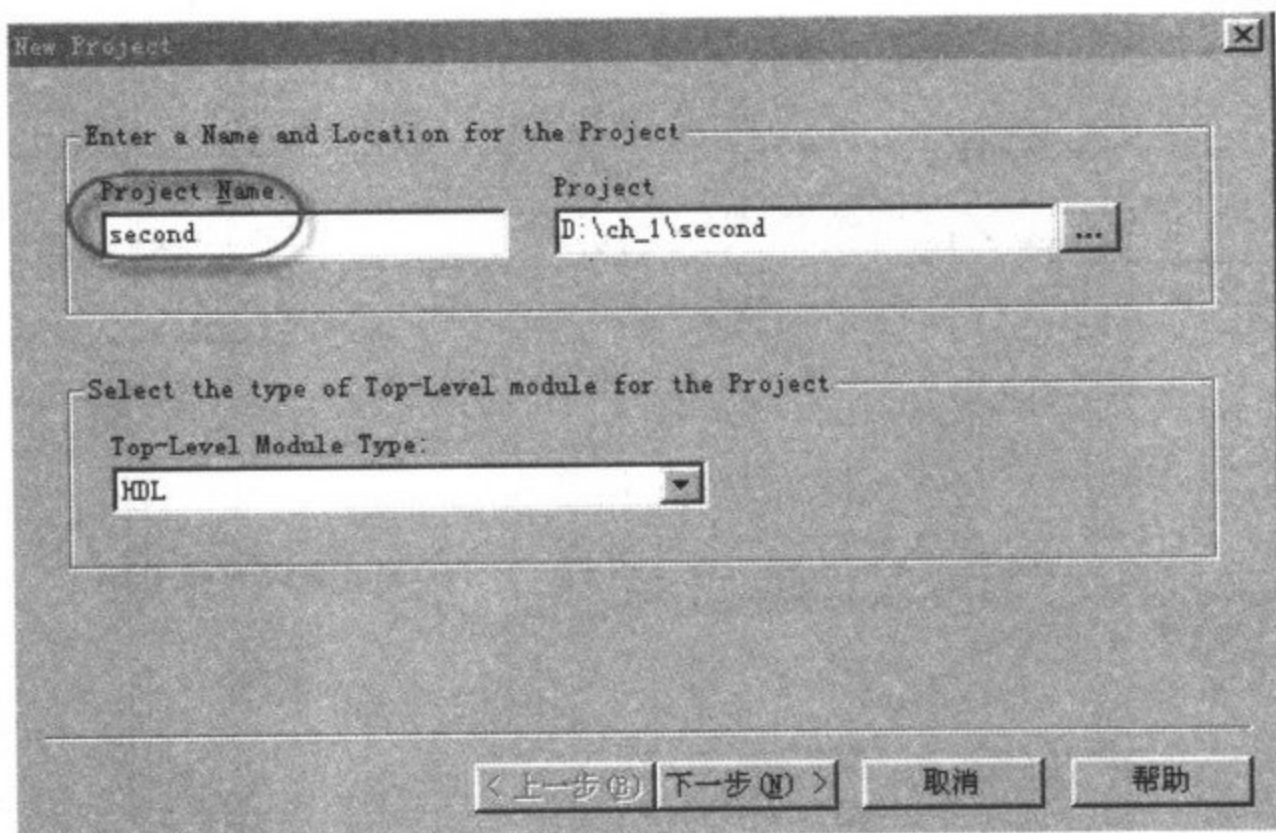 New Project
Enter a Name and Location for the Project
Project Name:
Project
second
D:\ch_1\second
...
Select the type of Top-Level module for the Project
Top-Level Module Type:
HDL
< 上一步(B)
下一步(N) >
取消
帮助